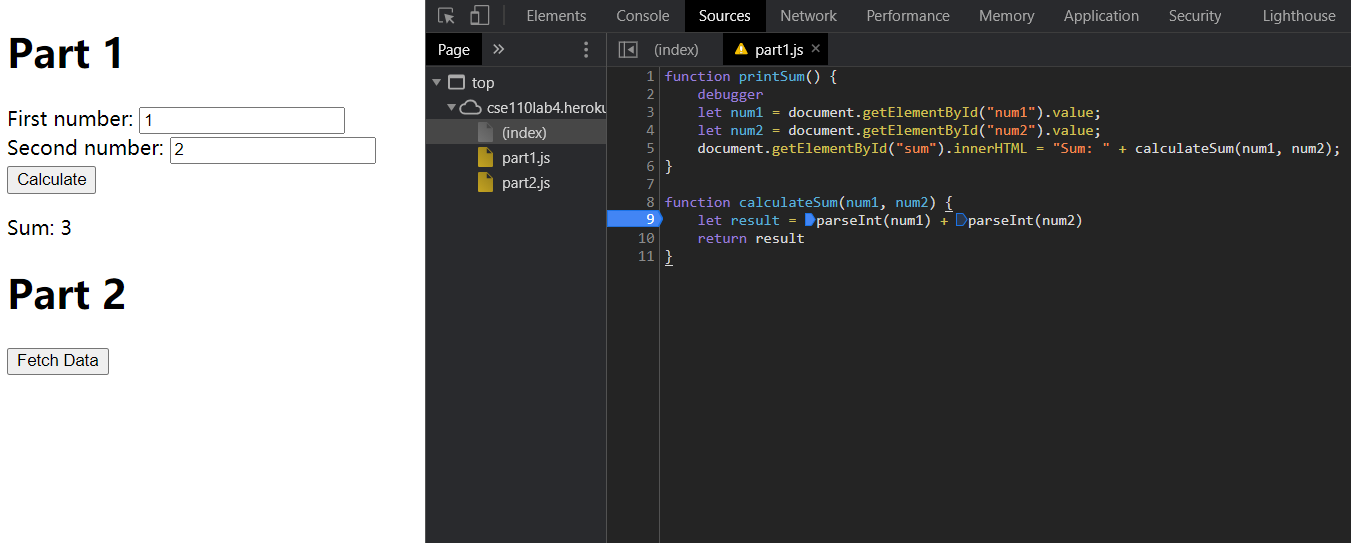 Part 1
First number: 1
Second number: 2
Calculate
Sum: 3
Part 2
Fetch Data
Elements Console Sources Network Performance Memory Application Security Lighthouse
Page » ⋮
(index) part1.js ×
top
cse110lab4.heroku
(index)
part1.js
part2.js
1 function printSum() {
2 debugger
3 let num1 = document.getElementById("num1").value;
4 let num2 = document.getElementById("num2").value;
5 document.getElementById("sum").innerHTML = "Sum: " + calculateSum(num1, num2);
6 }
7
8 function calculateSum(num1, num2) {
9 let result = parseInt(num1) + parseInt(num2)
10 return result
11 }